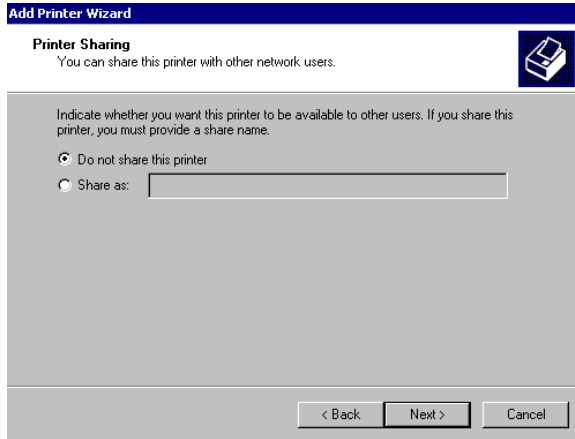 Add Printer Wizard
Printer Sharing
You can share this printer with other network users.
Indicate whether you want this printer to be available to other users. If you share this
printer, you must provide a share name.
Do not share this printer
Share as:
< Back
Next >
Cancel